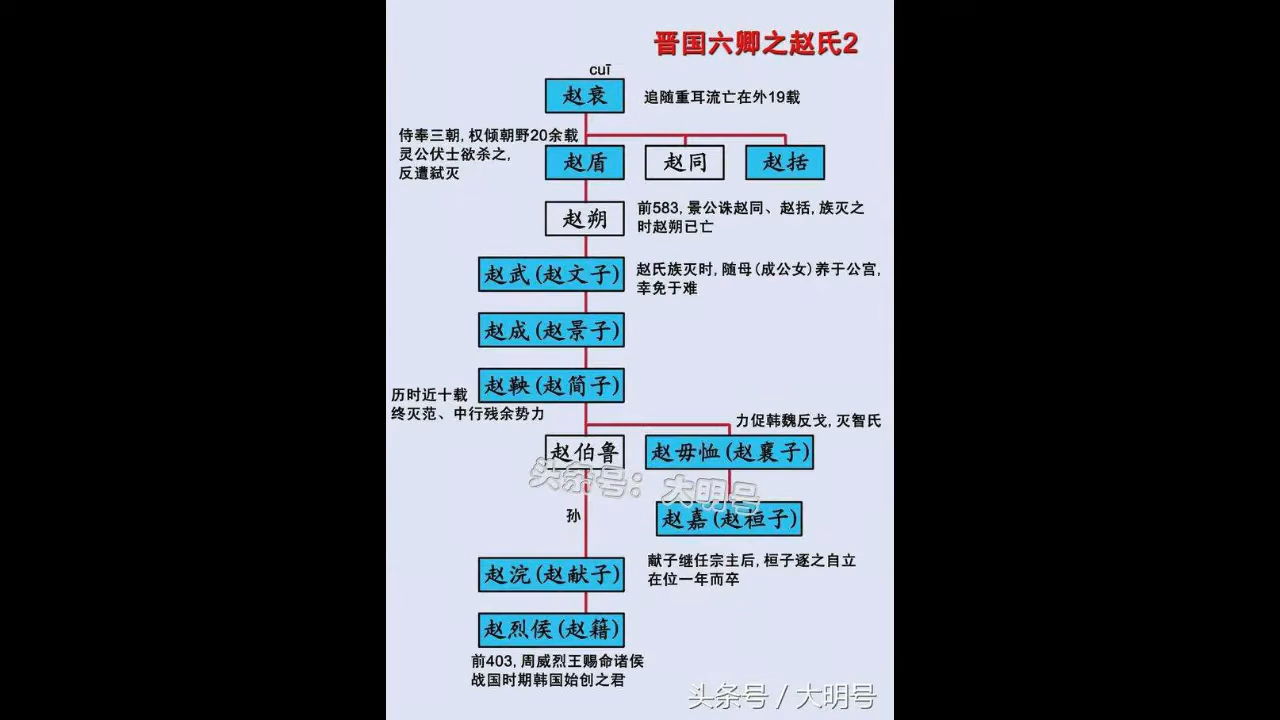 晋国六卿之赵氏2
cuī
赵衰
追随重耳流亡在外19载
侍奉三朝,权倾朝野20余载
灵公伏士欲杀之,
反遭弑灭
赵盾
赵同
赵括
赵朔
前583,景公诛赵同、赵括,族灭之
时赵朔已亡
赵武(赵文子)
赵氏族灭时,随母(成公女)养于公宫,
幸免于难
赵成(赵景子)
赵鞅(赵简子)
历时近十载
终灭范、中行残余势力
力促韩魏反戈,灭智氏
赵伯鲁
赵毋恤(赵襄子)
头条号：大明号
赵嘉(赵桓子)
孙
献子继任宗主后,桓子逐之自立
在位一年而卒
赵浣(赵献子)
赵烈侯(赵籍)
前403,周威烈王赐命诸侯
战国时期韩国始创之君
头条号 / 大明号